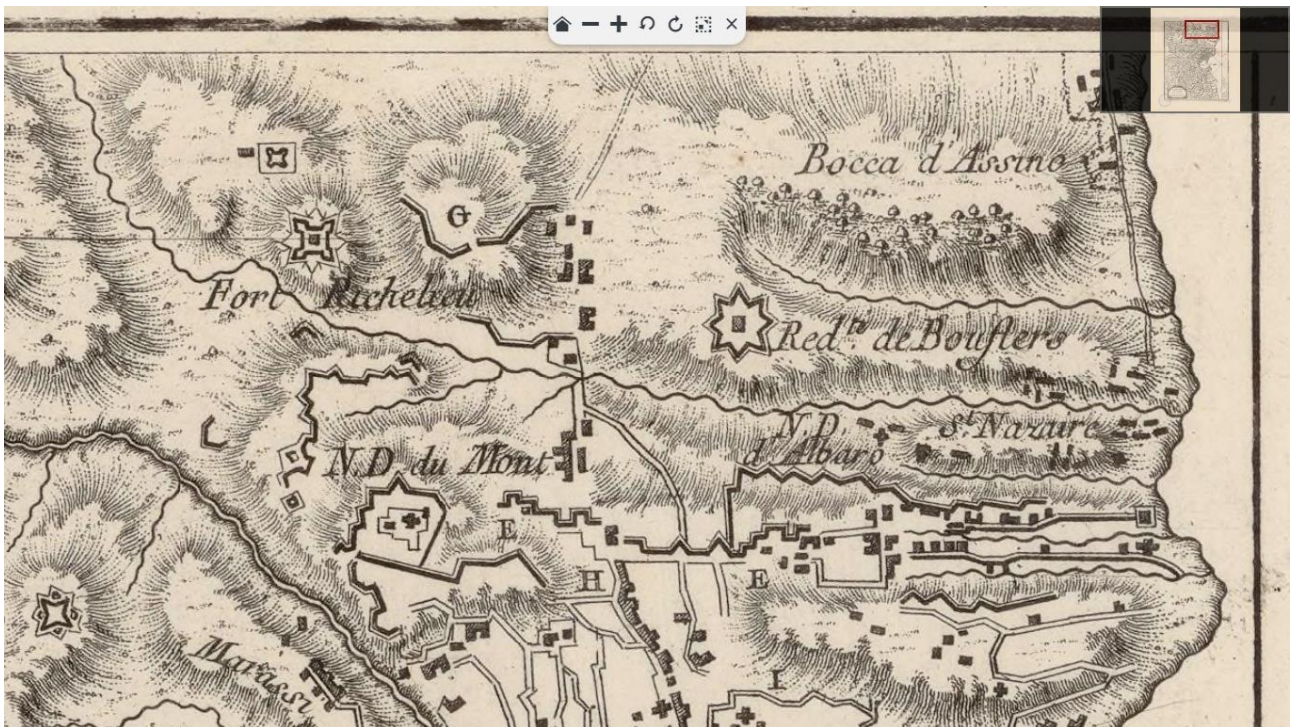 Bocca d'Assino
G
Fort Richelieu
Red.te de Bouflers
N.D. d'Albaro
St. Nazaire
N.D du Mont
E
H
E
Marassi
I